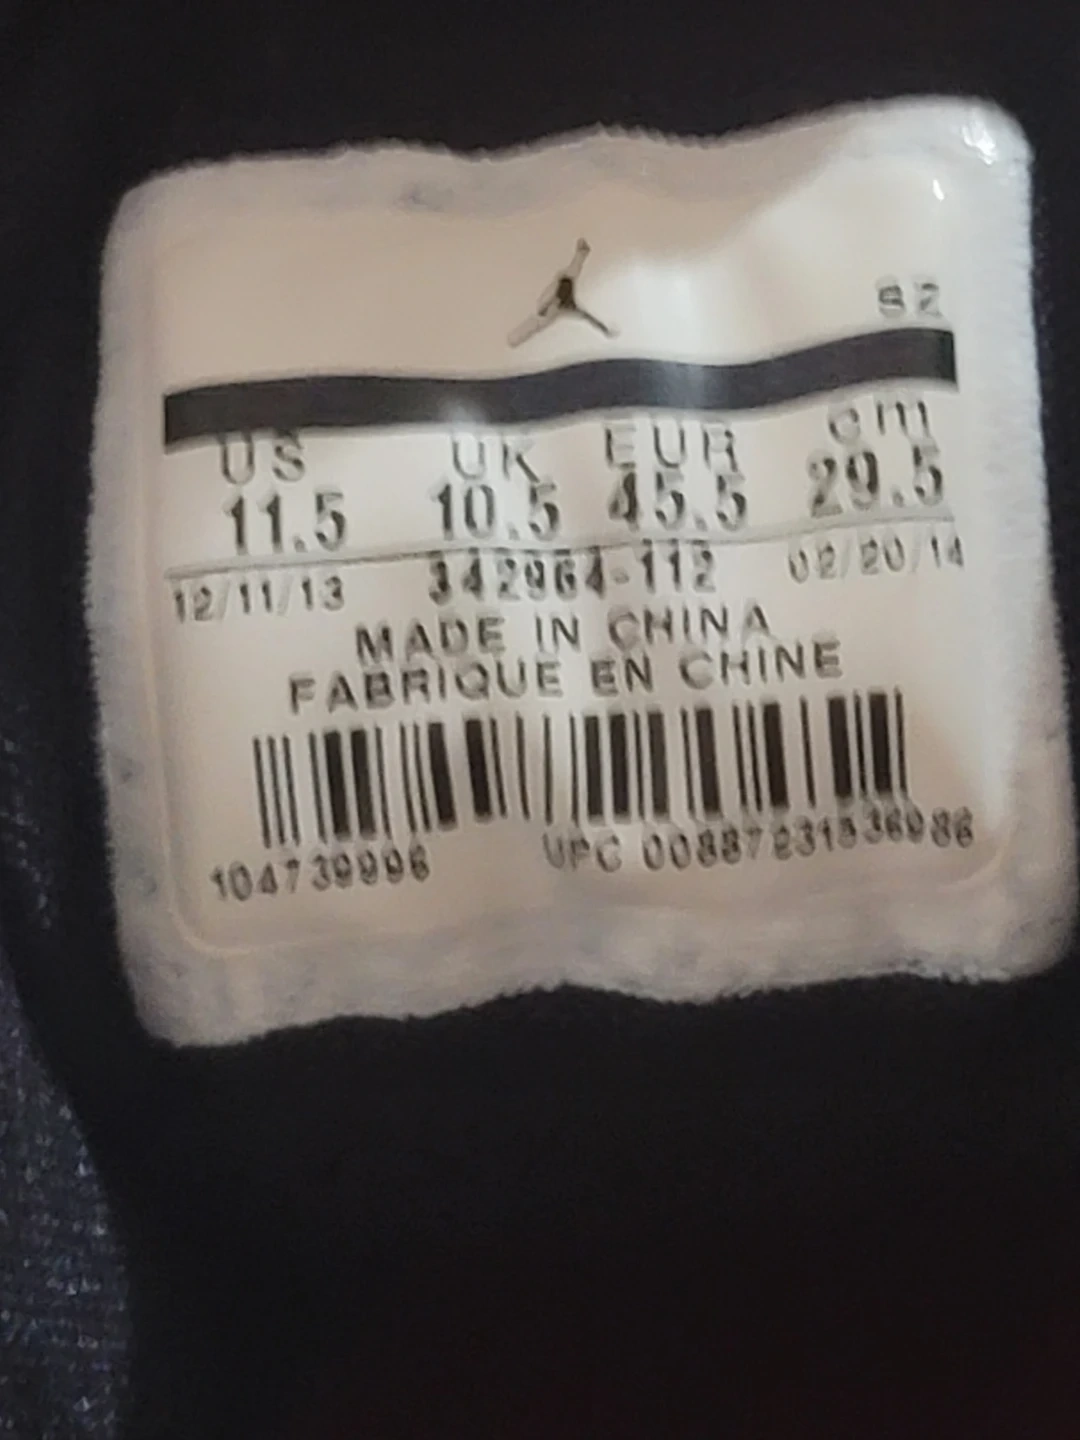 SZ
US UK EUR cm
11.5 10.5 45.5 29.5
12/11/13 342964-112 02/20/14
MADE IN CHINA
FABRIQUE EN CHINE
104739996 UPC 00887231536986